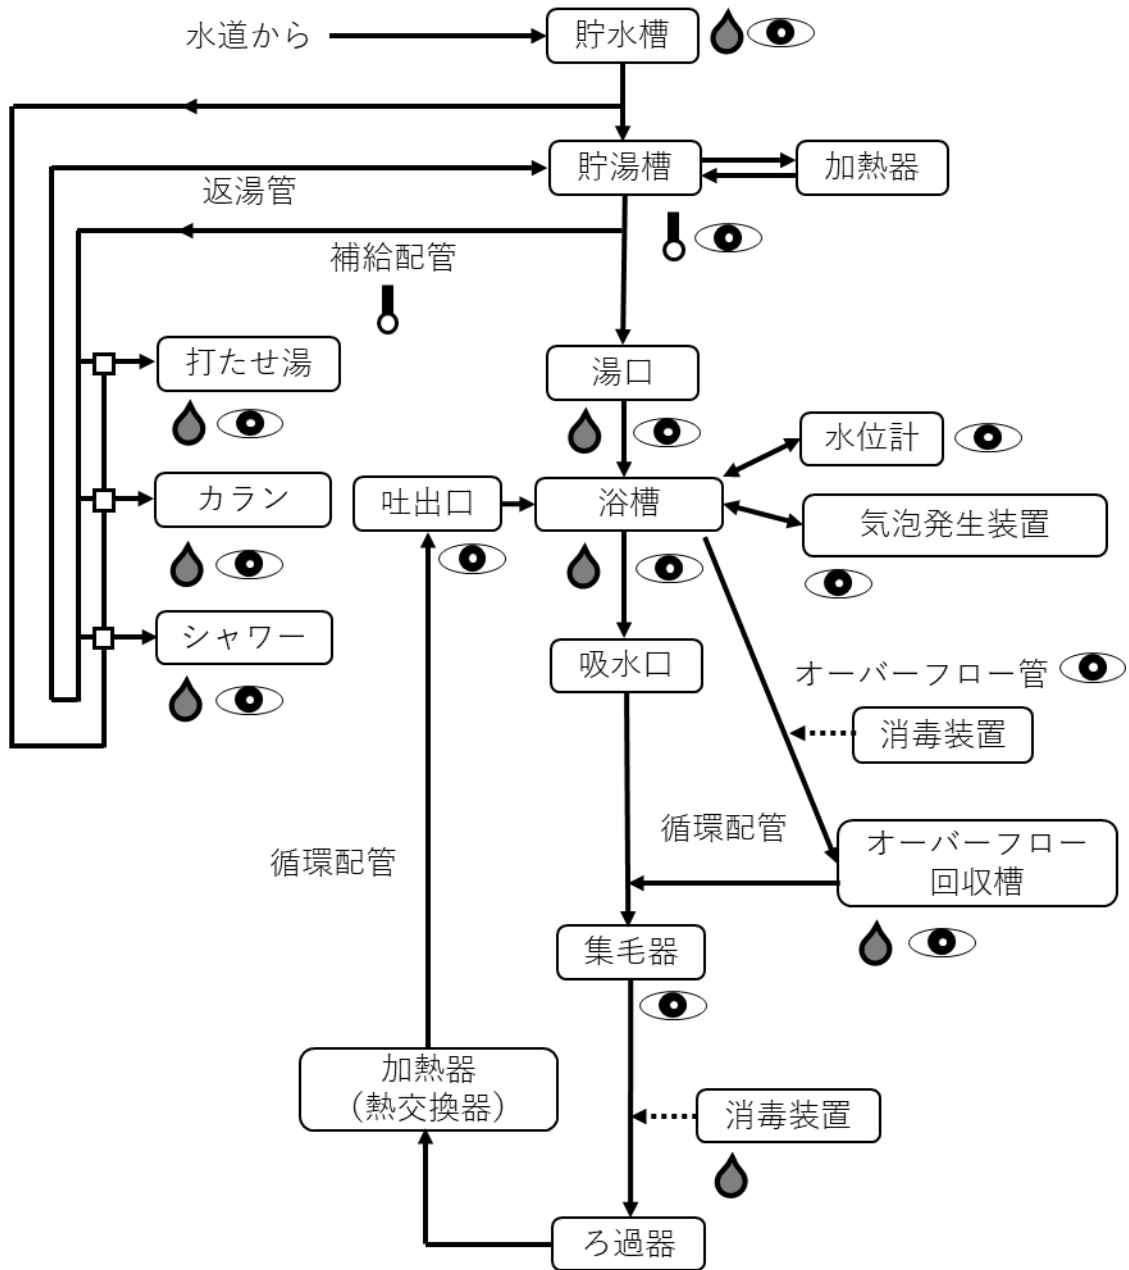 水道から
貯水槽
貯湯槽
加熱器
返湯管
補給配管
打たせ湯
湯口
水位計
カラン
吐出口
浴槽
気泡発生装置
シャワー
吸水口
オーバーフロー管
消毒装置
循環配管
オーバーフロー
回収槽
循環配管
集毛器
加熱器
（熱交換器）
消毒装置
ろ過器